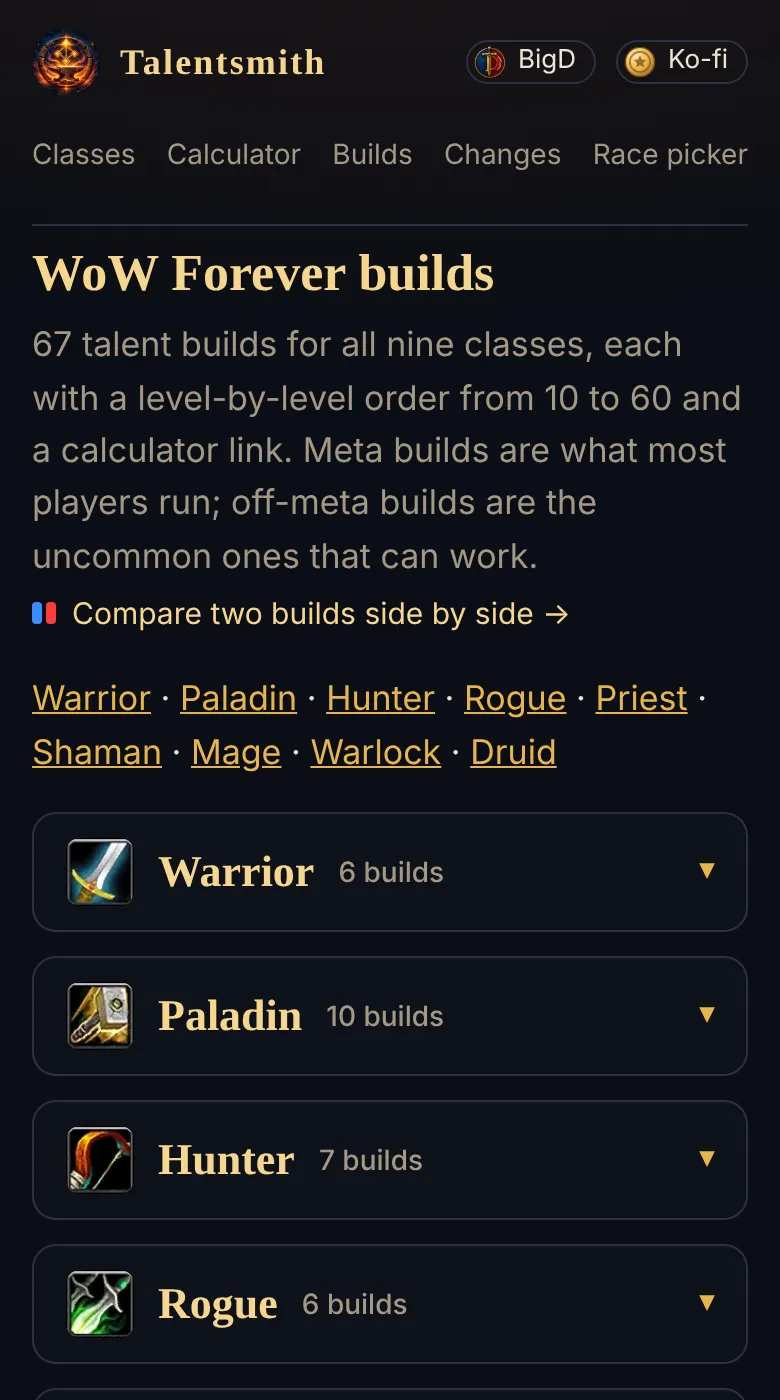 Talentsmith
BigD
Ko-fi
Classes Calculator Builds Changes Race picker
WoW Forever builds
67 talent builds for all nine classes, each
with a level-by-level order from 10 to 60 and
a calculator link. Meta builds are what most
players run; off-meta builds are the
uncommon ones that can work.
Compare two builds side by side →
Warrior · Paladin · Hunter · Rogue · Priest ·
Shaman · Mage · Warlock · Druid
Warrior 6 builds ▼
Paladin 10 builds ▼
Hunter 7 builds ▼
Rogue 6 builds ▼